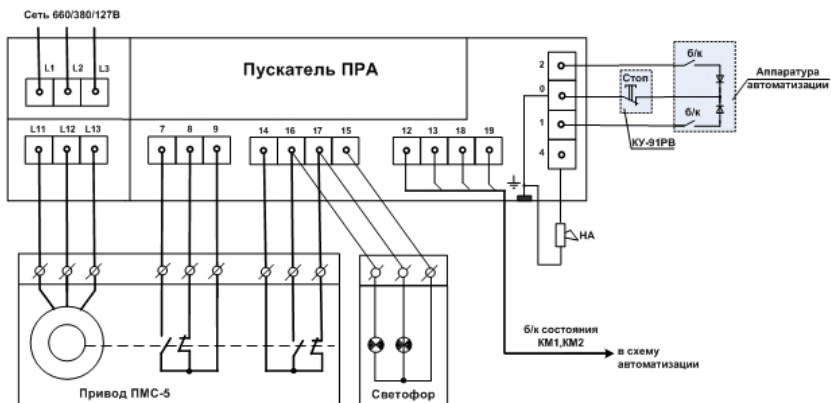 Сеть 660/380/127В
L1 L2 L3
Пускатель ПРА
L11 L12 L13
7 8 9
14 16 17 15
12 13 18 19
2
0
1
4
б/к
Стоп
б/к
КУ-91РВ
Аппаратура
автоматизации
НА
б/к состояния
КМ1,КМ2
в схему
автоматизации
Привод ПМС-5
Светофор